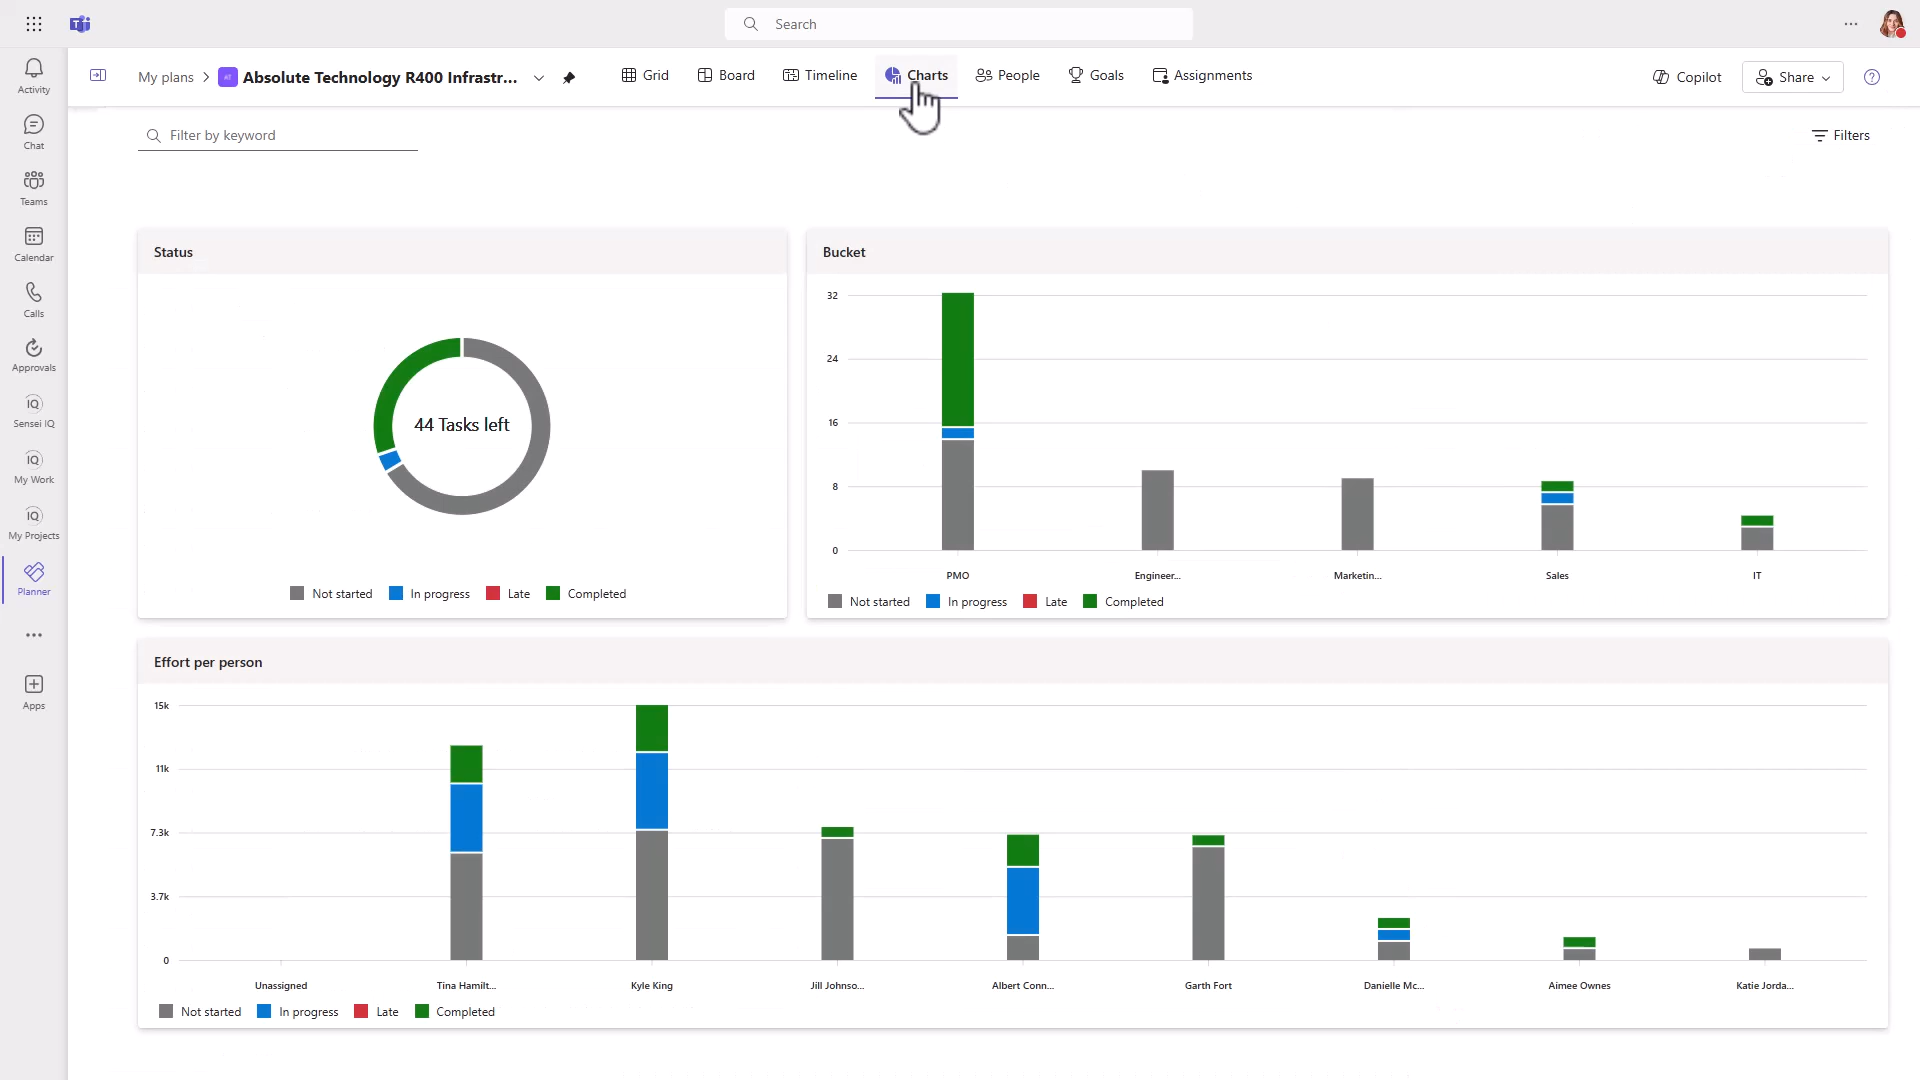 Search
Activity
Chat
Teams
Calendar
Calls
Approvals
IQ
Sensei IQ
IQ
My Work
IQ
My Projects
Planner
Apps
My plans
Absolute Technology R400 Infrastr...
Grid
Board
Timeline
Charts
People
Goals
Assignments
Copilot
Share
Filter by keyword
Filters
Status
44 Tasks left
Not started In progress Late Completed
Bucket
32
24
16
8
0
PMO Engineer... Marketin... Sales IT
Not started In progress Late Completed
Effort per person
15k
11k
7.3k
3.7k
0
Unassigned Tina Hamilt... Kyle King Jill Johnso... Albert Conn... Garth Fort Danielle Mc... Aimee Ownes Katie Jorda...
Not started In progress Late Completed